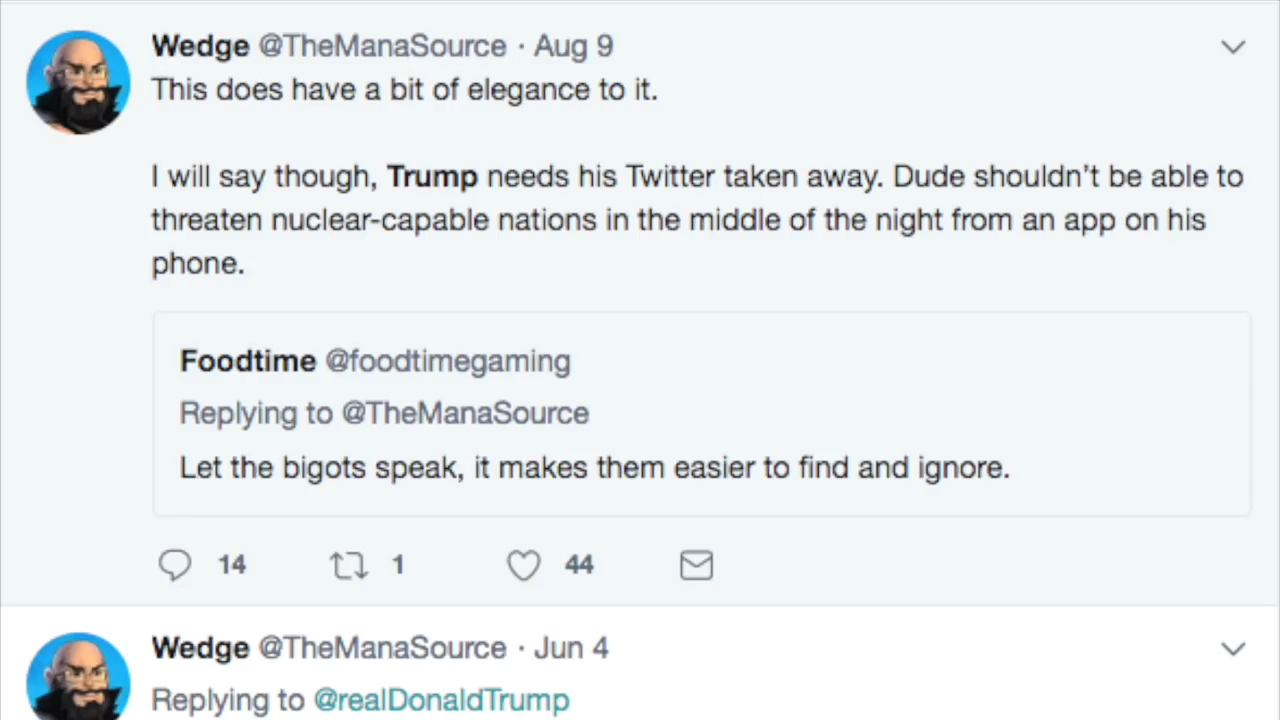 Wedge @TheManaSource · Aug 9
This does have a bit of elegance to it.
I will say though, Trump needs his Twitter taken away. Dude shouldn't be able to
threaten nuclear-capable nations in the middle of the night from an app on his
phone.
Foodtime @foodtimegaming
Replying to @TheManaSource
Let the bigots speak, it makes them easier to find and ignore.
14 1 44
Wedge @TheManaSource · Jun 4
Replying to @realDonaldTrump